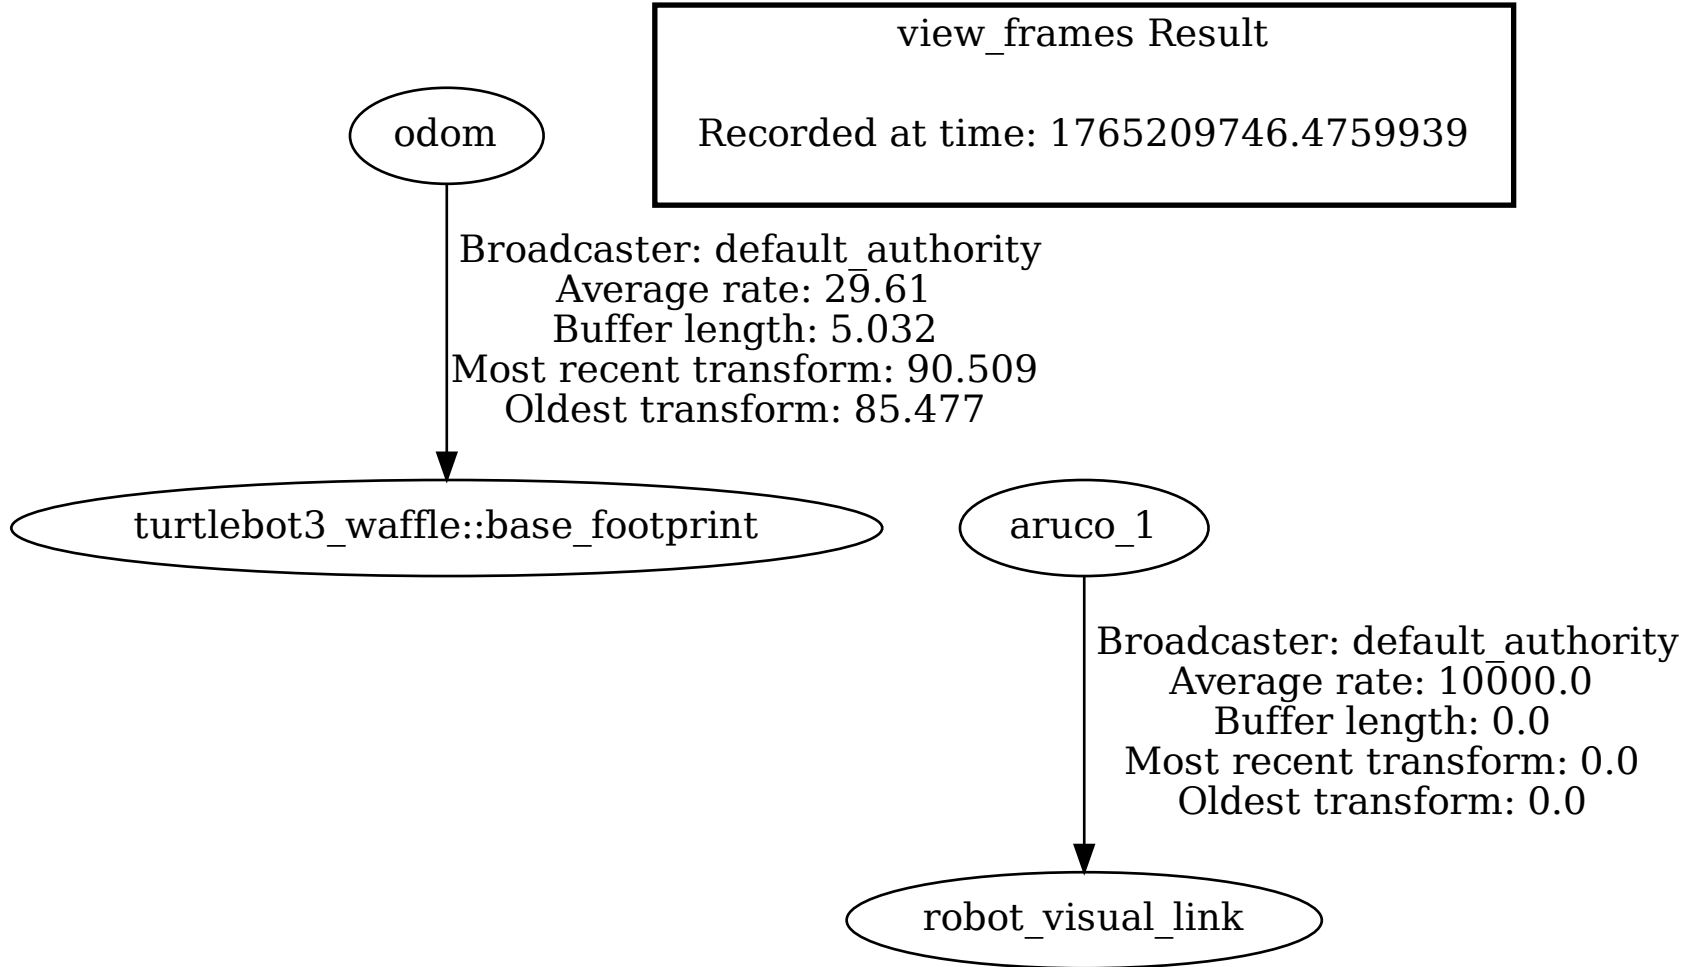 view_frames Result
Recorded at time: 1765209746.4759939
odom
Broadcaster: default_authority
Average rate: 29.61
Buffer length: 5.032
Most recent transform: 90.509
Oldest transform: 85.477
turtlebot3_waffle::base_footprint
aruco_1
Broadcaster: default_authority
Average rate: 10000.0
Buffer length: 0.0
Most recent transform: 0.0
Oldest transform: 0.0
robot_visual_link